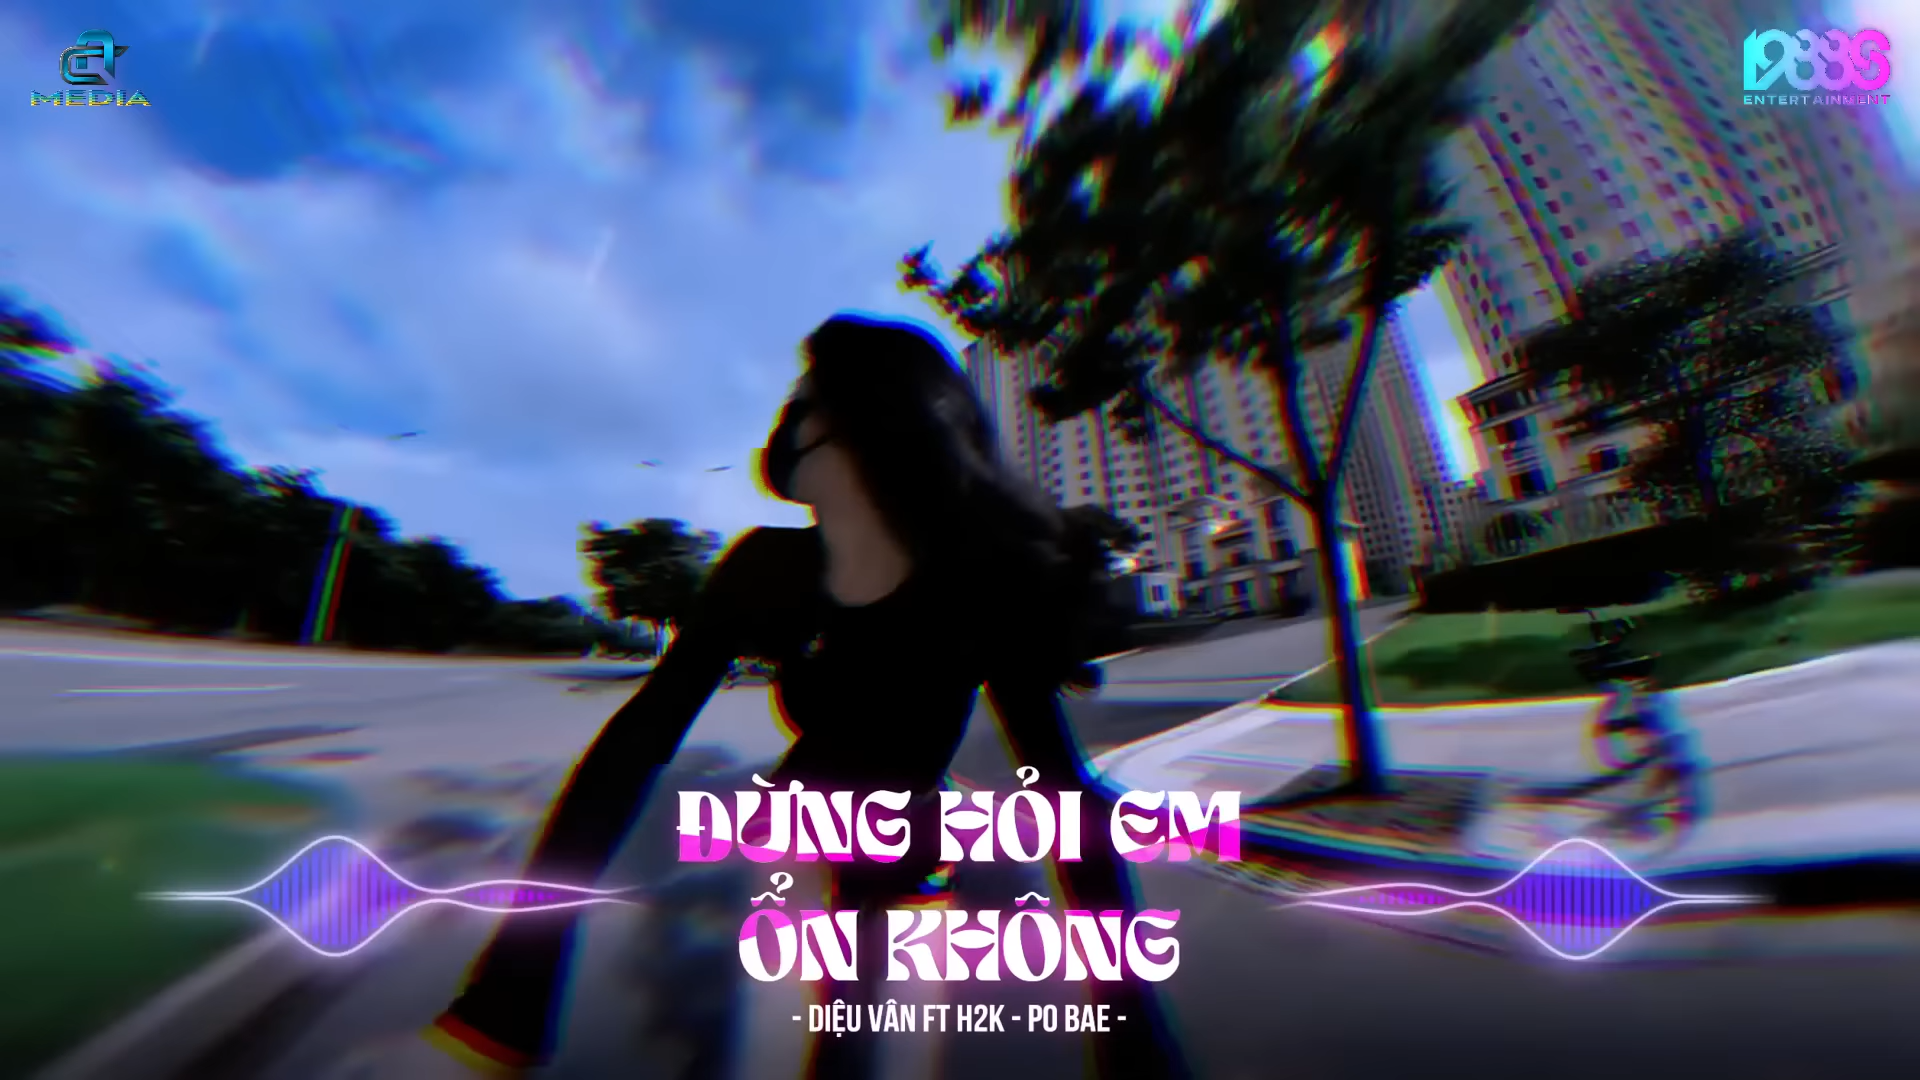 MEDIA
1988S
ENTERTAINMENT
ĐỪNG HỎI EM
ỔN KHÔNG
- DIỆU VÂN FT H2K - PO BAE -